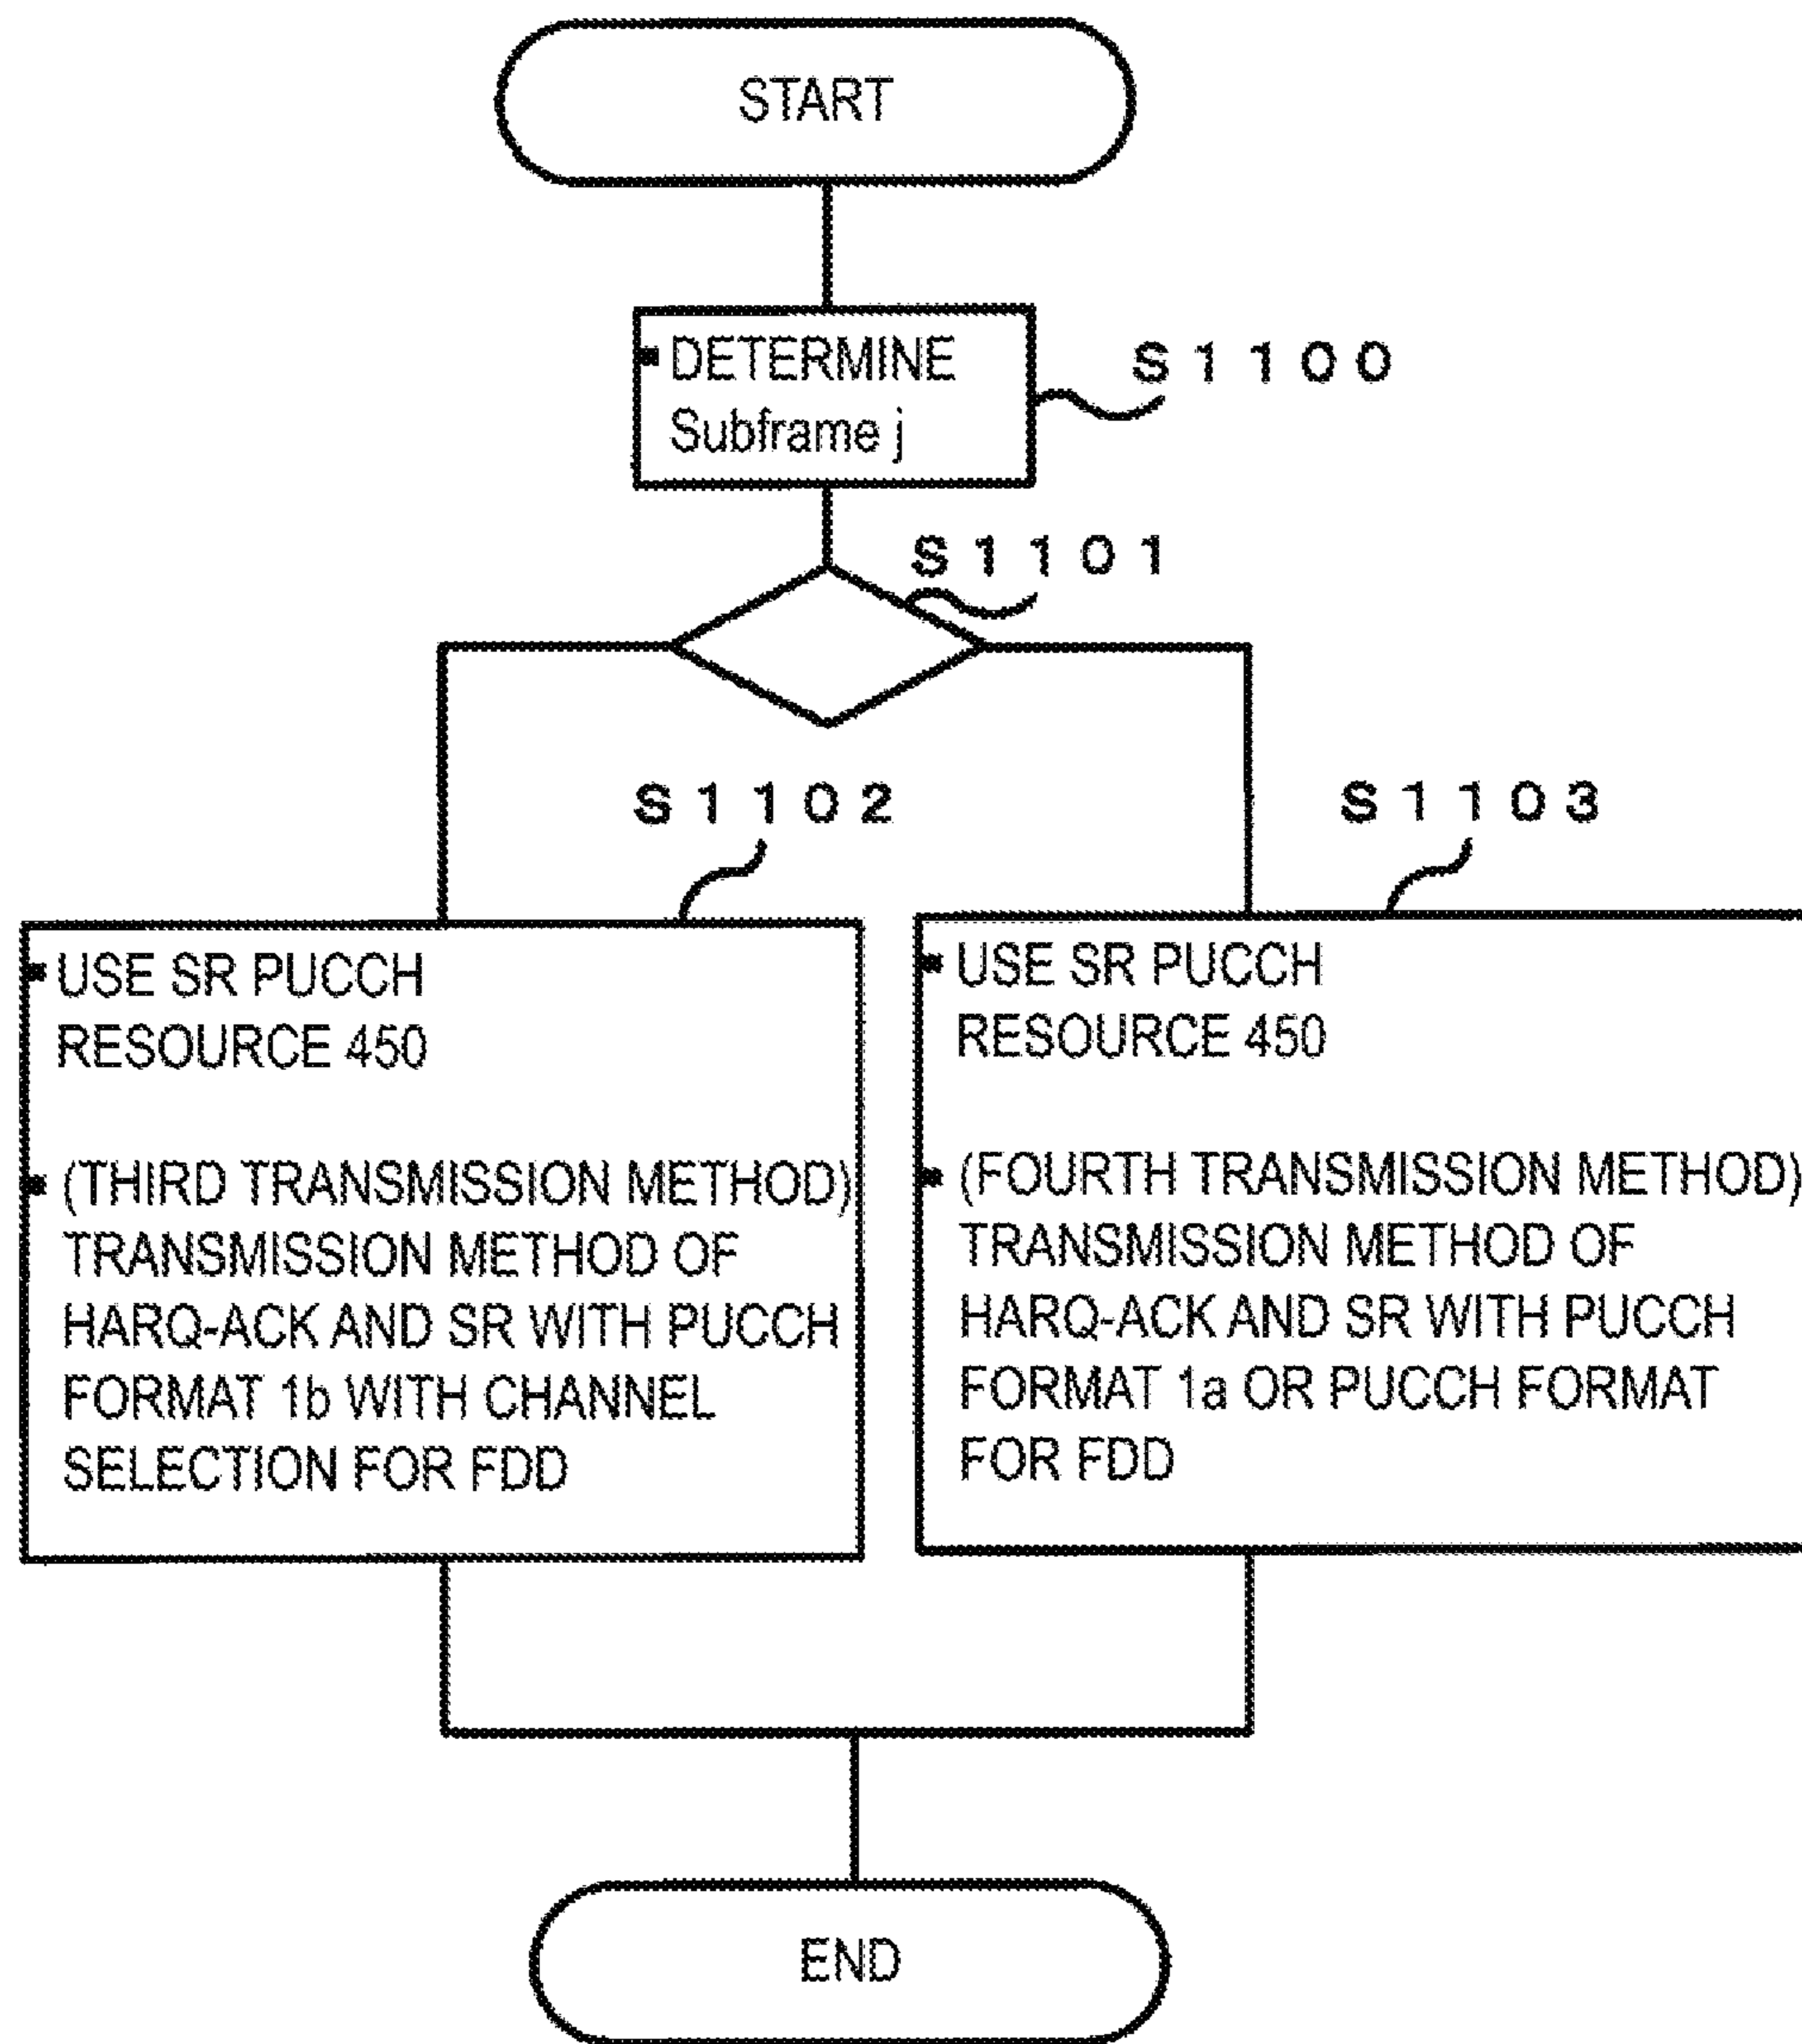 START
▪ DETERMINE
Subframe j
S1100
S1101
S1102
S1103
▪ USE SR PUCCH
RESOURCE 450
▪ (THIRD TRANSMISSION METHOD)
TRANSMISSION METHOD OF
HARQ-ACK AND SR WITH PUCCH
FORMAT 1b WITH CHANNEL
SELECTION FOR FDD
▪ USE SR PUCCH
RESOURCE 450
▪ (FOURTH TRANSMISSION METHOD)
TRANSMISSION METHOD OF
HARQ-ACK AND SR WITH PUCCH
FORMAT 1a OR PUCCH FORMAT
FOR FDD
END